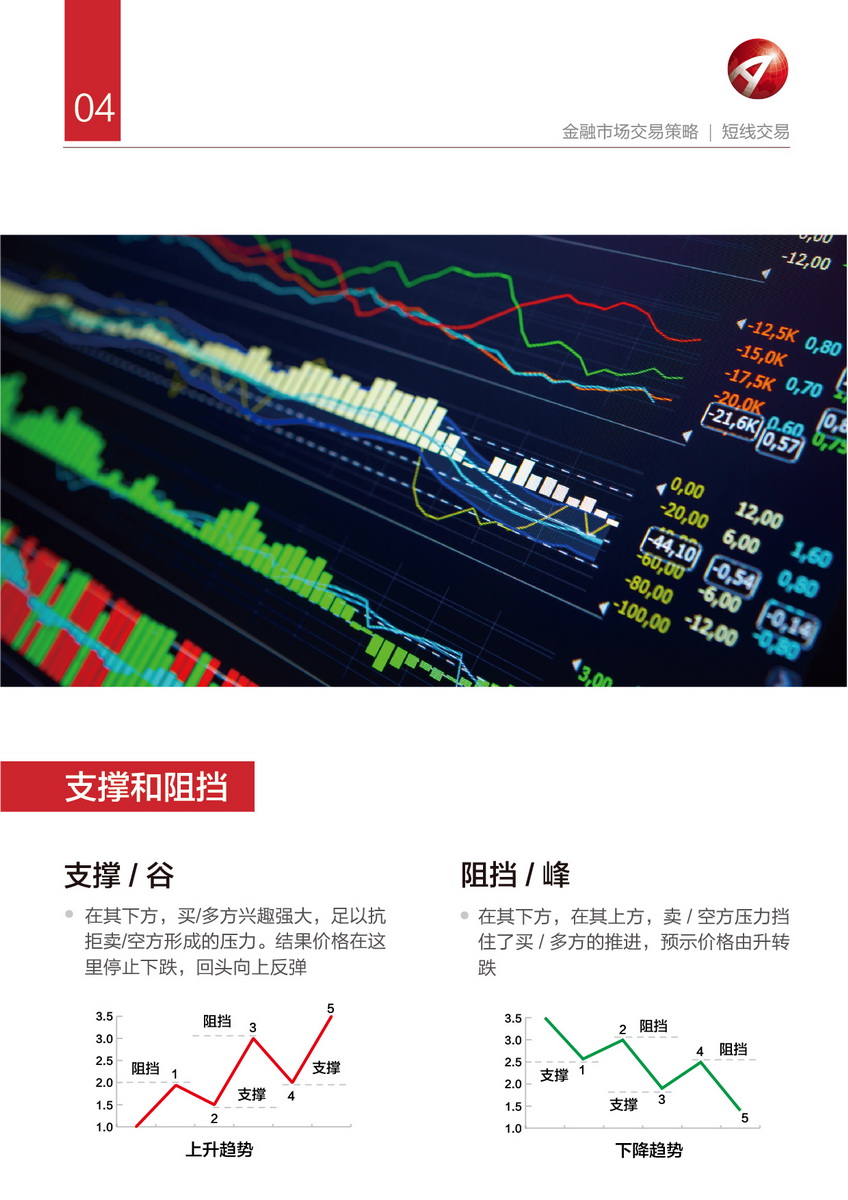 04
金融市场交易策略 | 短线交易
-12,00
-12,5K
0,80
-15,0K
-17,5K
0,70
-20,0K
-21,6K
0,60
0,57
0,00
-20,00
12,00
-44,10
6,00
1,60
-60,00
-0,54
0,80
-80,00
-6,00
-0,14
-100,00
-12,00
-0,80
3,00
支撑和阻挡
支撑 / 谷
在其下方，买/多方兴趣强大，足以抗
拒卖/空方形成的压力。结果价格在这
里停止下跌，回头向上反弹
3.5
3.0
2.5
2.0
1.5
1.0
阻挡
1
2
阻挡
3
支撑
4
5
支撑
上升趋势
阻挡 / 峰
在其下方，在其上方，卖 / 空方压力挡
住了买 / 多方的推进，预示价格由升转
跌
3.5
3.0
2.5
2.0
1.5
1.0
支撑
1
2
阻挡
支撑
3
4
阻挡
5
下降趋势